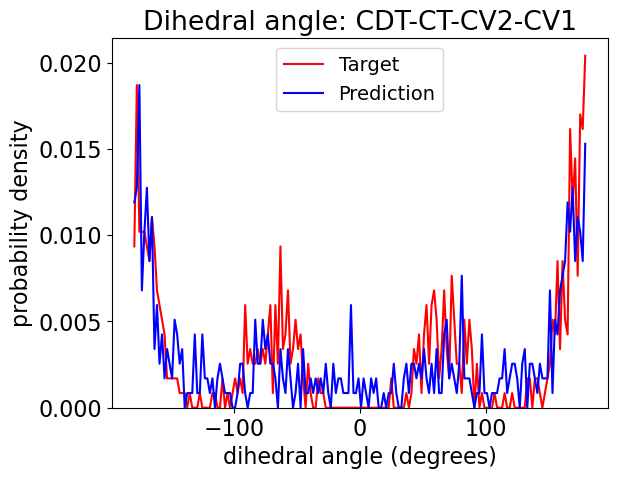 Dihedral angle: CDT-CT-CV2-CV1
Target
Prediction
probability density
0.020
0.015
0.010
0.005
0.000
−100
0
100
dihedral angle (degrees)